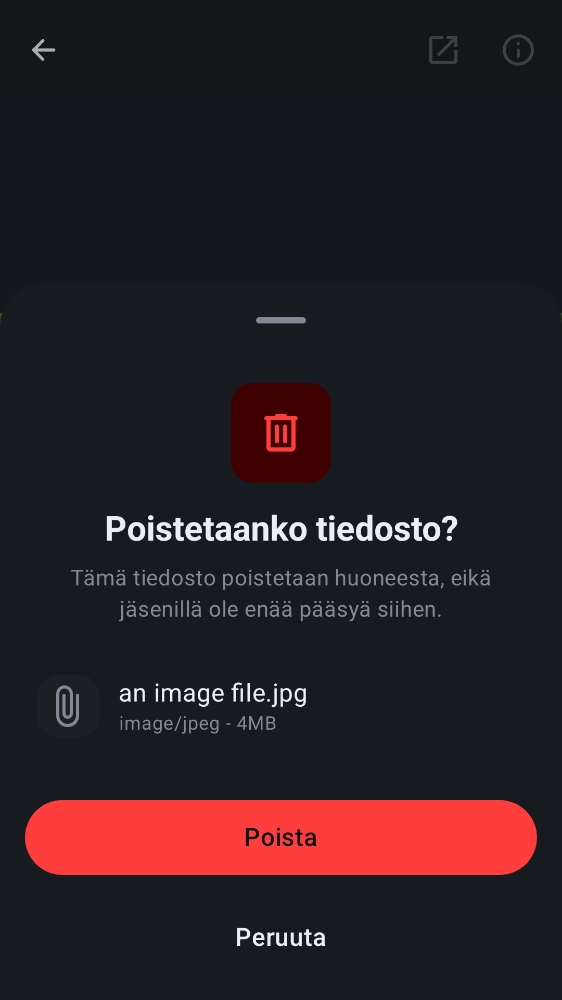 Poistetaanko tiedosto?
Tämä tiedosto poistetaan huoneesta, eikä
jäsenillä ole enää pääsyä siihen.
an image file.jpg
image/jpeg - 4MB
Poista
Peruuta